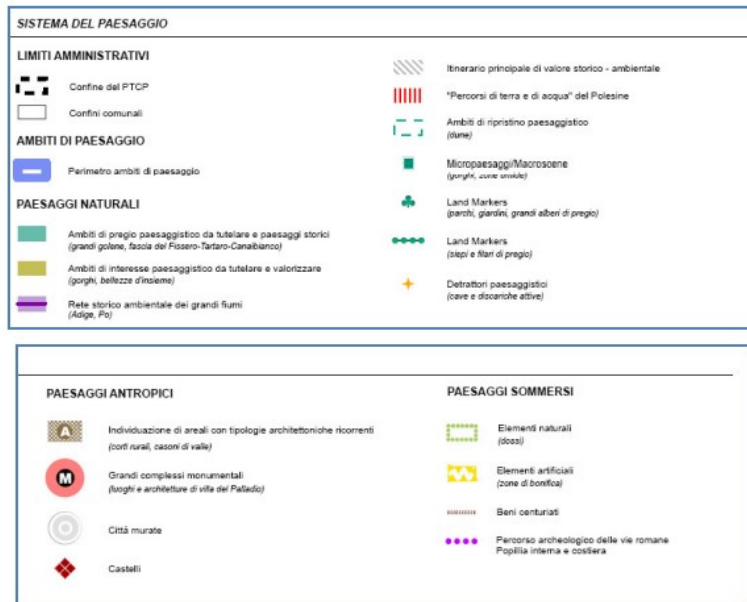 SISTEMA DEL PAESAGGIO
LIMITI AMMINISTRATIVI
Confine del PTCP
Confini comunali
AMBITI DI PAESAGGIO
Perimetro ambiti di paesaggio
PAESAGGI NATURALI
Ambiti di pregio paesaggistico da tutelare e paesaggi storici
(grandi golene, fascia del Fissero-Tartaro-Canalbianco)
Ambiti di interesse paesaggistico da tutelare e valorizzare
(gorghi, bellezze d'insieme)
Rete storico ambientale dei grandi fiumi
(Adige, Po)
Itinerario principale di valore storico - ambientale
"Percorsi di terra e di acqua" del Polesine
Ambiti di ripristino paesaggistico
(dune)
Micropaesaggi/Macroscene
(gorghi, zone umide)
Land Markers
(parchi, giardini, grandi alberi di pregio)
Land Markers
(siepi e filari di pregio)
Detrattori paesaggistici
(cave e discariche attive)
PAESAGGI ANTROPICI
A
Individuazione di areali con tipologie architettoniche ricorrenti
(corti rurali, casoni di valle)
M
Grandi complessi monumentali
(luoghi e architetture di villa del Palladio)
Città murate
Castelli
PAESAGGI SOMMERSI
Elementi naturali
(dossi)
Elementi artificiali
(zone di bonifica)
Beni centuriati
Percorso archeologico delle vie romane
Popillia interna e costiera